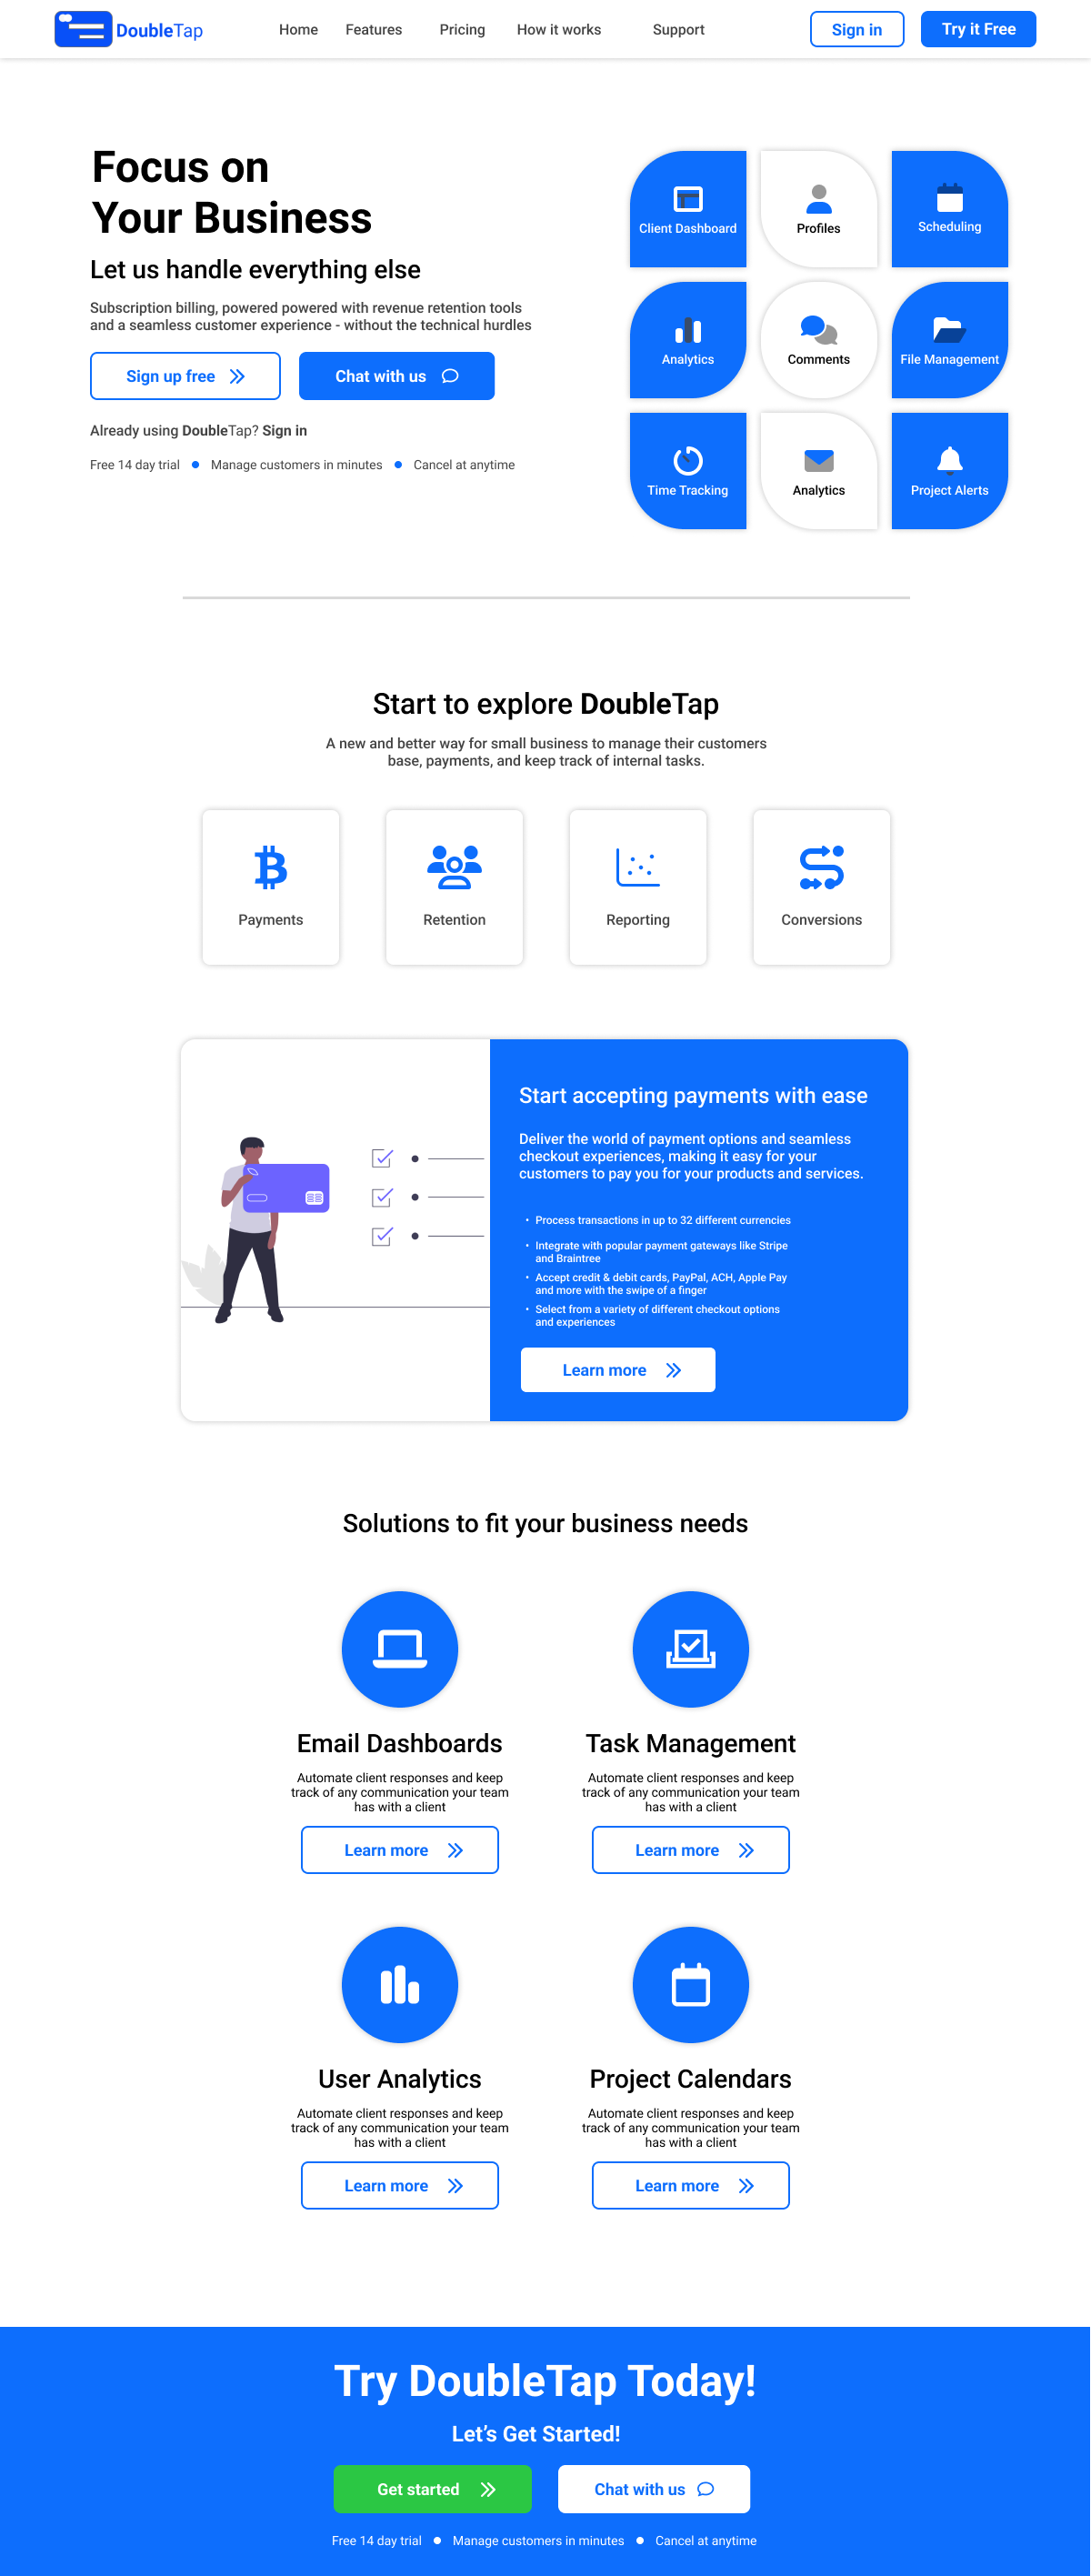 DoubleTap
Home Features Pricing How it works Support
Sign in
Try it Free
Focus on
Your Business
Let us handle everything else
Subscription billing, powered powered with revenue retention tools
and a seamless customer experience - without the technical hurdles
Sign up free
Chat with us
Already using DoubleTap? Sign in
Free 14 day trial • Manage customers in minutes • Cancel at anytime
Client Dashboard
Profiles
Scheduling
Analytics
Comments
File Management
Time Tracking
Analytics
Project Alerts
Start to explore DoubleTap
A new and better way for small business to manage their customers
base, payments, and keep track of internal tasks.
Payments
Retention
Reporting
Conversions
Start accepting payments with ease
Deliver the world of payment options and seamless
checkout experiences, making it easy for your
customers to pay you for your products and services.
• Process transactions in up to 32 different currencies
• Integrate with popular payment gateways like Stripe
and Braintree
• Accept credit & debit cards, PayPal, ACH, Apple Pay
and more with the swipe of a finger
• Select from a variety of different checkout options
and experiences
Learn more
Solutions to fit your business needs
Email Dashboards
Automate client responses and keep
track of any communication your team
has with a client
Learn more
Task Management
Automate client responses and keep
track of any communication your team
has with a client
Learn more
User Analytics
Automate client responses and keep
track of any communication your team
has with a client
Learn more
Project Calendars
Automate client responses and keep
track of any communication your team
has with a client
Learn more
Try DoubleTap Today!
Let’s Get Started!
Get started
Chat with us
Free 14 day trial • Manage customers in minutes • Cancel at anytime